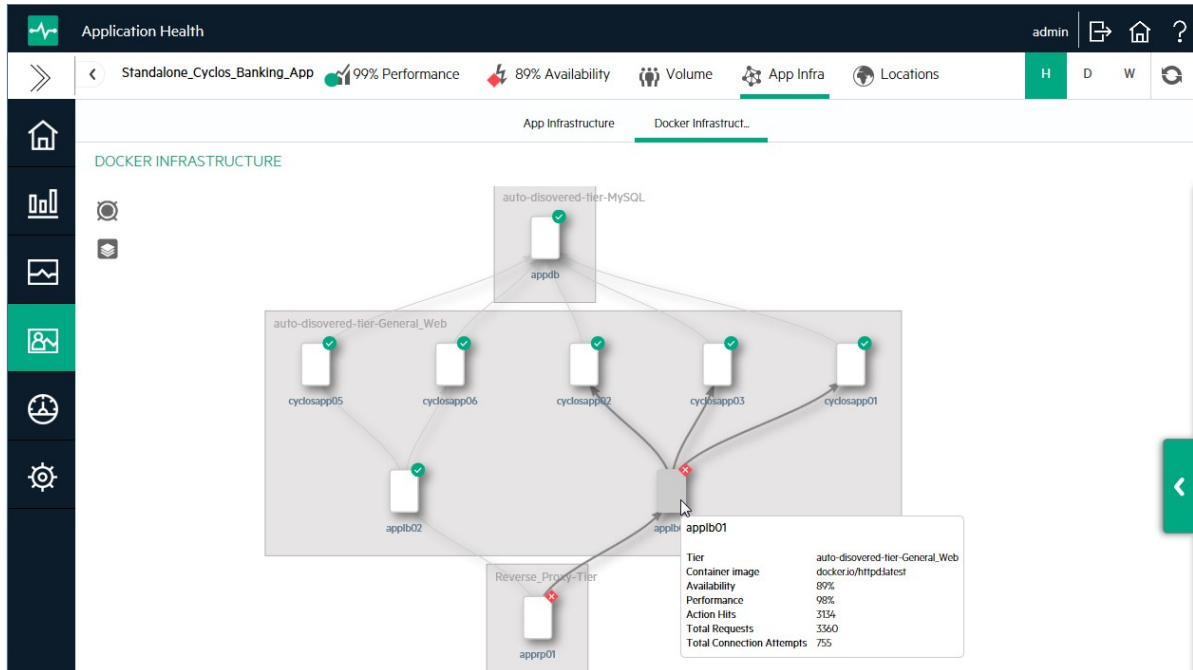 Application Health
admin
?
Standalone_Cyclos_Banking_App 99% Performance 89% Availability Volume App Infra Locations H D W
App Infrastructure Docker Infrastruct...
DOCKER INFRASTRUCTURE
auto-disovered-tier-MySQL
appdb
auto-disovered-tier-General_Web
cyclosapp05 cyclosapp06 cyclosapp02 cyclosapp03 cyclosapp01
applb02
applb01
Tier auto-disovered-tier-General_Web
Container image docker.io/httpd:latest
Availability 89%
Performance 98%
Action Hits 3134
Total Requests 3360
Total Connection Attempts 755
Reverse_Proxy-Tier
apprp01